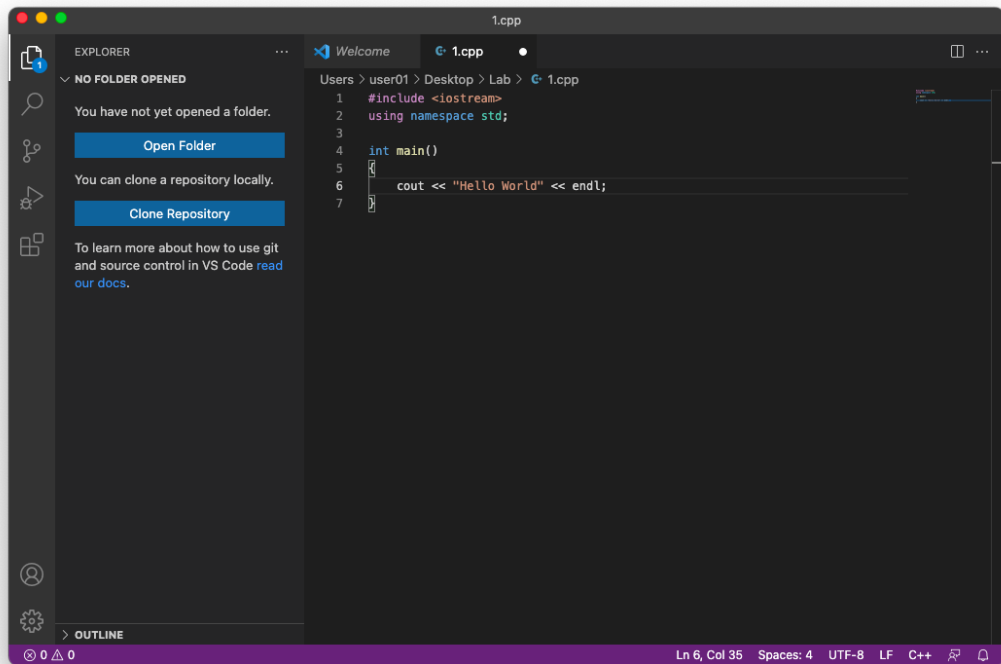 1.cpp
EXPLORER
Welcome
1.cpp
1
NO FOLDER OPENED
You have not yet opened a folder.
Open Folder
You can clone a repository locally.
Clone Repository
To learn more about how to use git
and source control in VS Code read
our docs.
Users > user01 > Desktop > Lab > 1.cpp
1 #include <iostream>
2 using namespace std;
3
4 int main()
5 {
6 cout << "Hello World" << endl;
7 }
OUTLINE
0 0
Ln 6, Col 35 Spaces: 4 UTF-8 LF C++